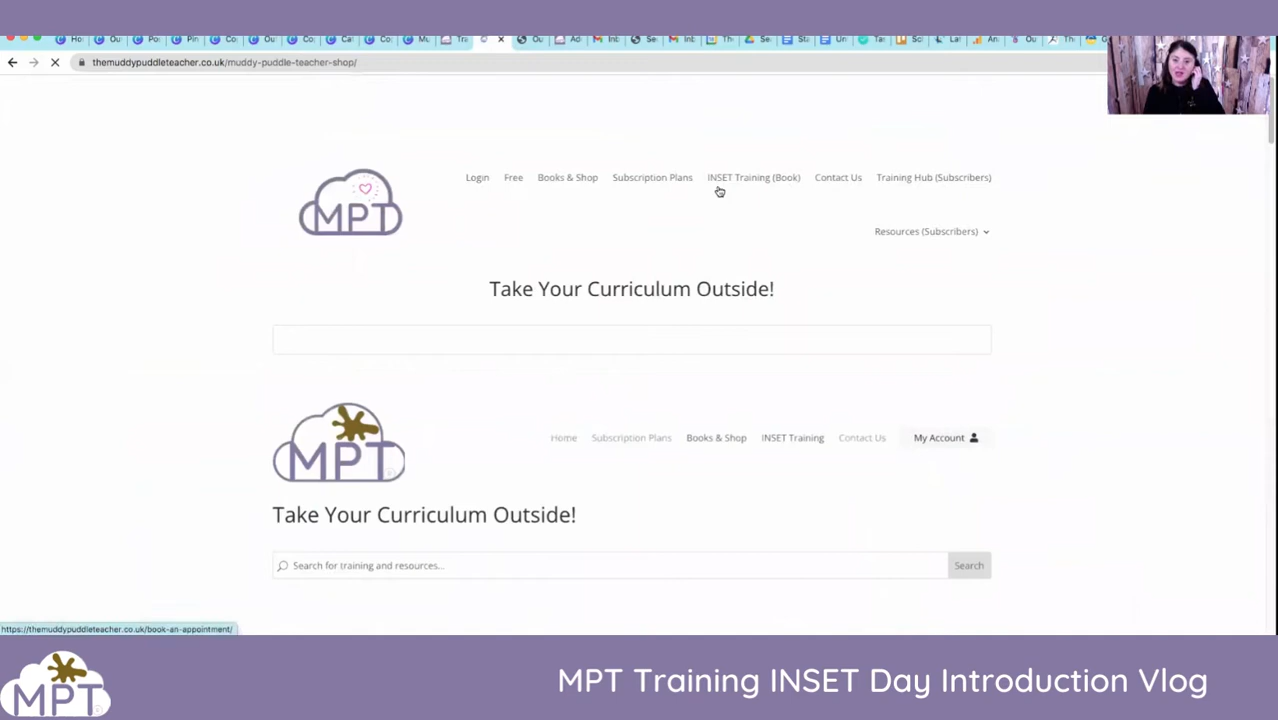 themuddypuddleteacher.co.uk/muddy-puddle-teacher-shop/
MPT
Login Free Books & Shop Subscription Plans INSET Training (Book) Contact Us Training Hub (Subscribers)
Resources (Subscribers)
Take Your Curriculum Outside!
MPT
Home Subscription Plans Books & Shop INSET Training Contact Us My Account
Take Your Curriculum Outside!
Search for training and resources... Search
https://themuddypuddleteacher.co.uk/book-an-appointment/
MPT
MPT Training INSET Day Introduction Vlog